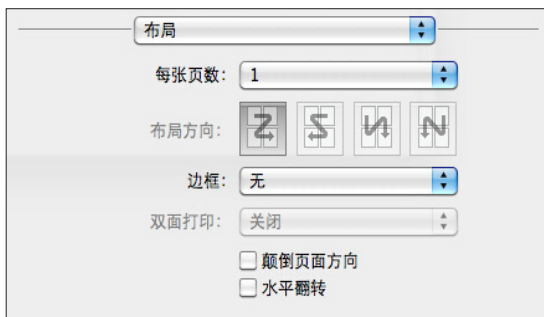 布局
每张页数: 1
布局方向:
边框: 无
双面打印: 关闭
颠倒页面方向
水平翻转